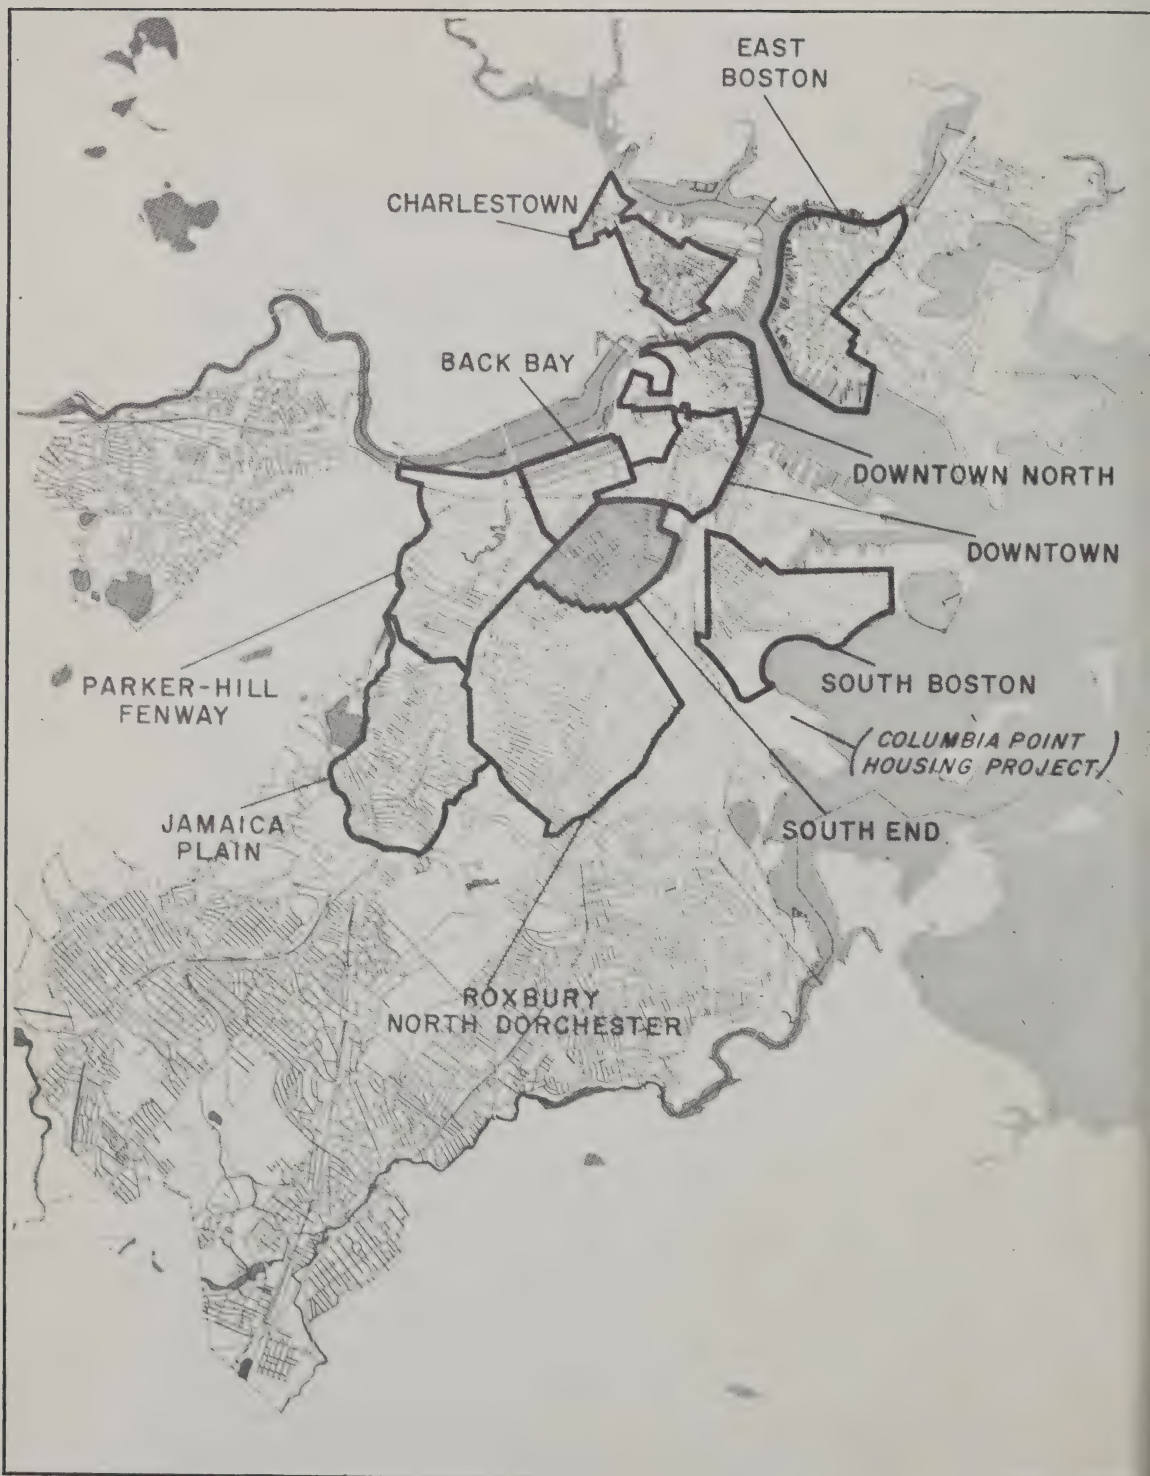 EAST
BOSTON
CHARLESTOWN
BACK BAY
DOWNTOWN NORTH
DOWNTOWN
PARKER-HILL
FENWAY
SOUTH BOSTON
(COLUMBIA POINT
HOUSING PROJECT)
JAMAICA
PLAIN
SOUTH END
ROXBURY
NORTH DORCHESTER